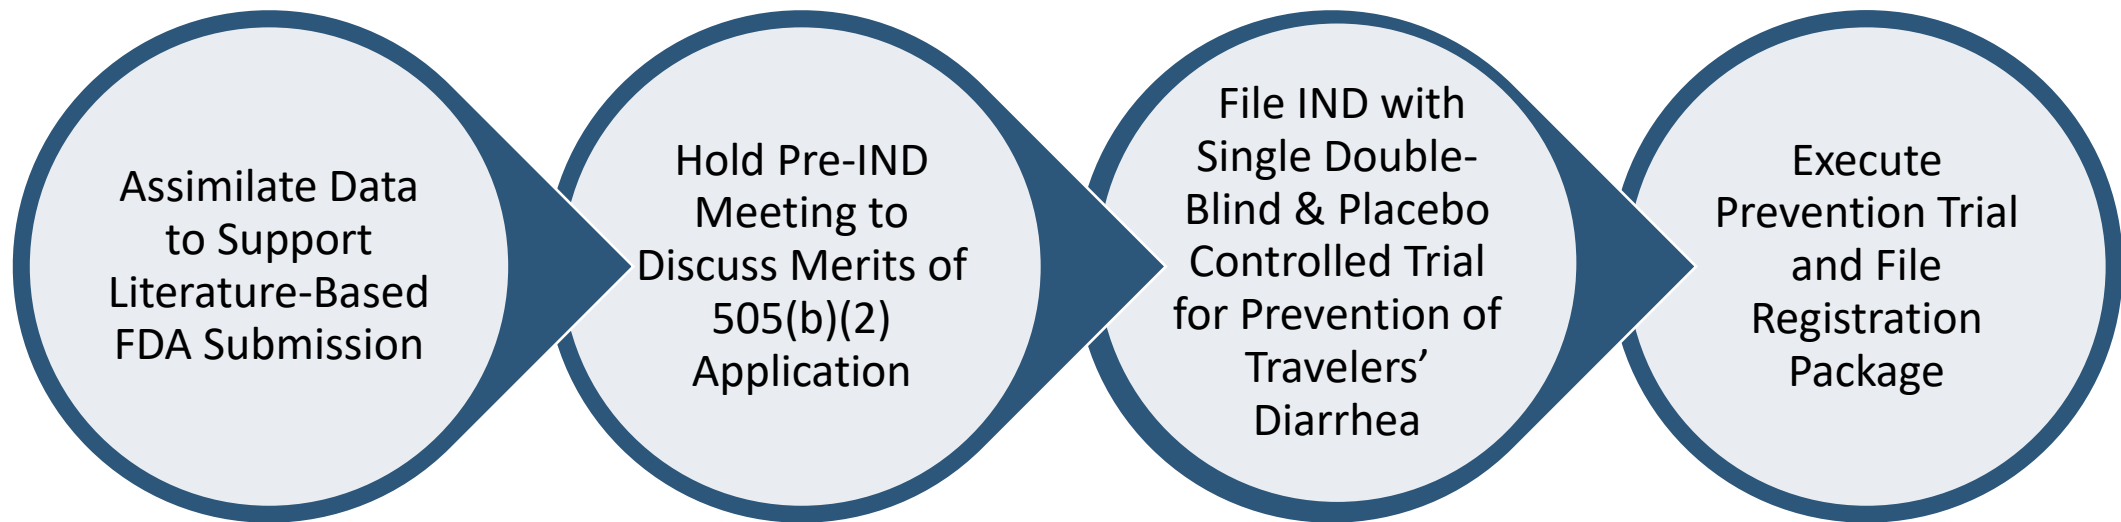 Assimilate Data
to Support
Literature-Based
FDA Submission
Hold Pre-IND
Meeting to
Discuss Merits of
505(b)(2)
Application
File IND with
Single Double-
Blind & Placebo
Controlled Trial
for Prevention of
Travelers’
Diarrhea
Execute
Prevention Trial
and File
Registration
Package